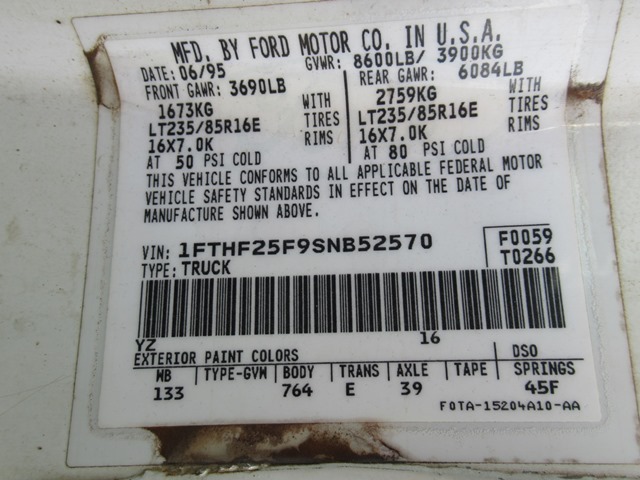 MFD. BY FORD MOTOR CO. IN U.S.A.
DATE: 06/95 GVWR: 8600LB/ 3900KG
FRONT GAWR: 3690LB REAR GAWR: 6084LB
1673KG WITH 2759KG WITH
LT235/85R16E TIRES LT235/85R16E TIRES
16X7.0K RIMS 16X7.0K RIMS
AT 50 PSI COLD AT 80 PSI COLD
THIS VEHICLE CONFORMS TO ALL APPLICABLE FEDERAL MOTOR
VEHICLE SAFETY STANDARDS IN EFFECT ON THE DATE OF
MANUFACTURE SHOWN ABOVE.
VIN: 1FTHF25F9SNB52570 F0059
TYPE: TRUCK T0266
YZ 16
EXTERIOR PAINT COLORS DSO
WB TYPE-GVW BODY TRANS AXLE TAPE SPRINGS
133 764 E 39 45F
F0TA-15204A10-AA